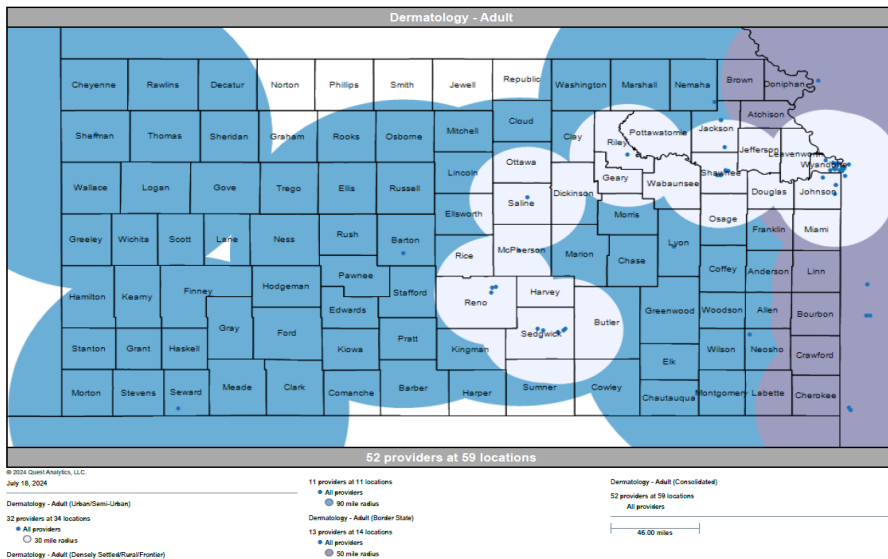 Dermatology - Adult
Cheyenne Rawlins Decatur Norton Phillips Smith Jewell Republic Washington Marshall Nemaha Brown Doniphan
Sherman Thomas Sheridan Graham Rooks Osborne Mitchell Cloud Clay Riley Pottawatomie Jackson Atchison
Jefferson Leavenworth
Wallace Logan Gove Trego Ellis Russell Lincoln Ottawa Saline Dickinson Geary Wabaunsee Shawnee Wyandotte
Douglas Johnson
Greeley Wichita Scott Lane Ness Rush Barton Ellsworth McPherson Marion Morris Chase Lyon Osage Franklin Miami
Rice
Hamilton Kearny Finney Hodgeman Pawnee Stafford Reno Harvey Coffey Anderson Linn
Gray Ford Edwards Sedgwick Butler Greenwood Woodson Allen Bourbon
Stanton Grant Haskell Kiowa Pratt Kingman Elk Wilson Neosho Crawford
Morton Stevens Seward Meade Clark Comanche Barber Harper Sumner Cowley Chautauqua Montgomery Labette Cherokee
52 providers at 59 locations
© 2024 Quest Analytics, LLC.
July 18, 2024
Dermatology - Adult (Urban/Semi-Urban)
32 providers at 34 locations
All providers
30 mile radius
Dermatology - Adult (Densely Settled/Rural/Frontier)
11 providers at 11 locations
All providers
90 mile radius
Dermatology - Adult (Border State)
13 providers at 14 locations
All providers
50 mile radius
Dermatology - Adult (Consolidated)
52 providers at 59 locations
All providers
46.00 miles